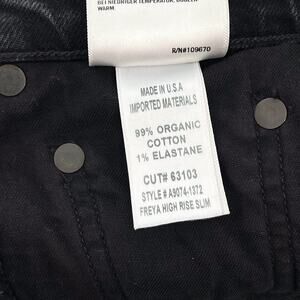 BEI NIEDRIGER TEMPERATUR, BÜGELN
WARM
R/N#109670
MADE IN U.S.A
IMPORTED MATERIALS
99% ORGANIC
COTTON
1% ELASTANE
CUT# 63103
STYLE # A9074-1372
FREYA HIGH RISE SLIM